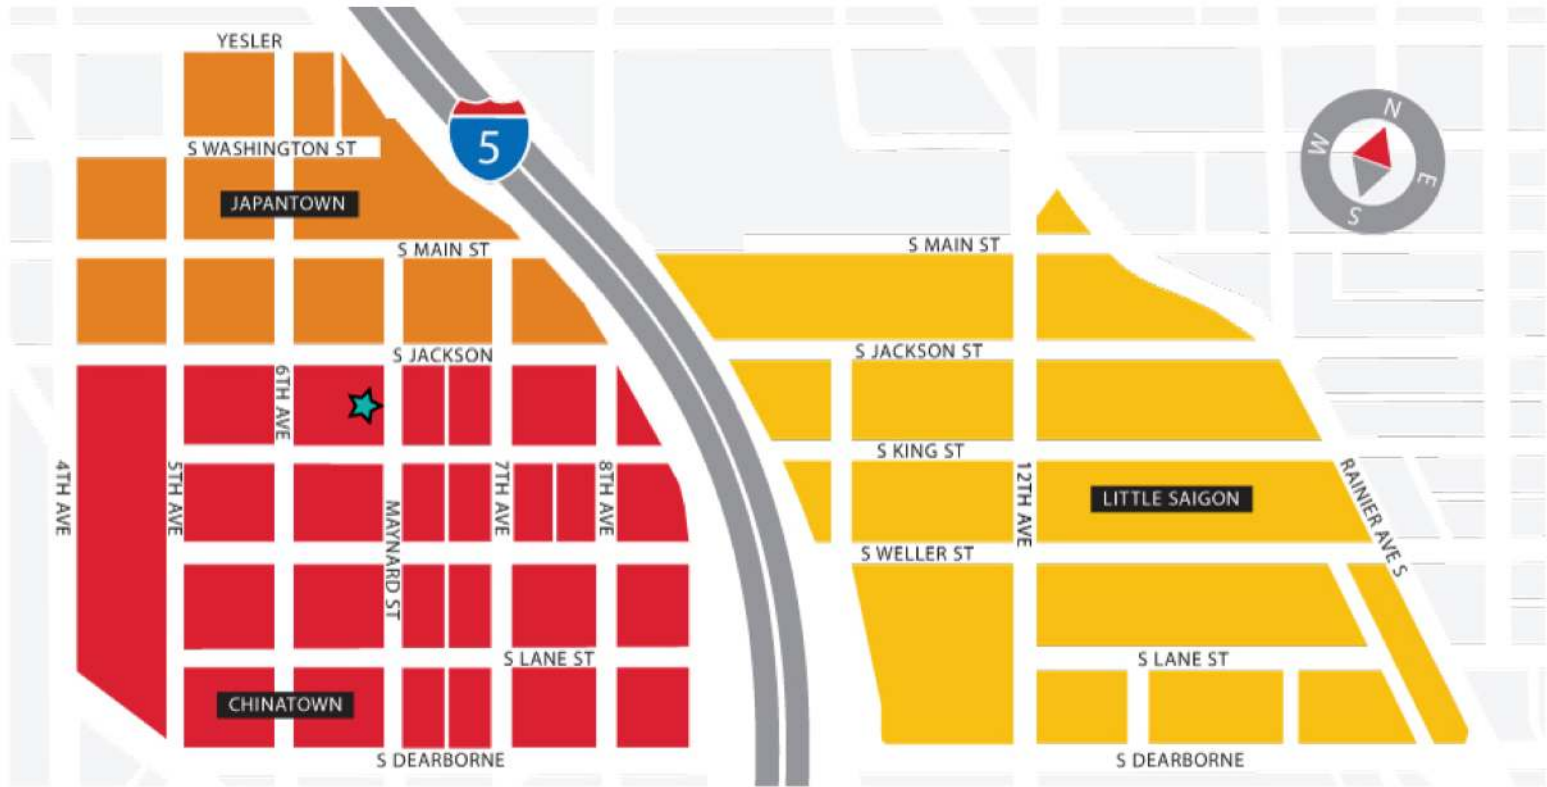 YESLER
5
N
W
E
S
S WASHINGTON ST
JAPANTOWN
S MAIN ST
S MAIN ST
S JACKSON
S JACKSON ST
6TH AVE
S KING ST
4TH AVE
5TH AVE
MAYNARD ST
7TH AVE
8TH AVE
12TH AVE
LITTLE SAIGON
RAINIER AVE S
S WELLER ST
S LANE ST
S LANE ST
CHINATOWN
S DEARBORNE
S DEARBORNE